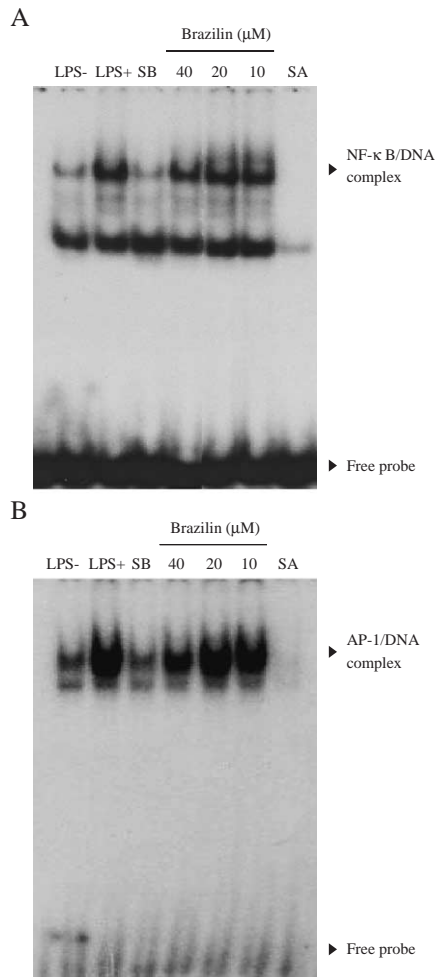 A
Brazilin (μM)
LPS- LPS+ SB 40 20 10 SA
NF-κ B/DNA
complex
Free probe
B
Brazilin (μM)
LPS- LPS+ SB 40 20 10 SA
AP-1/DNA
complex
Free probe